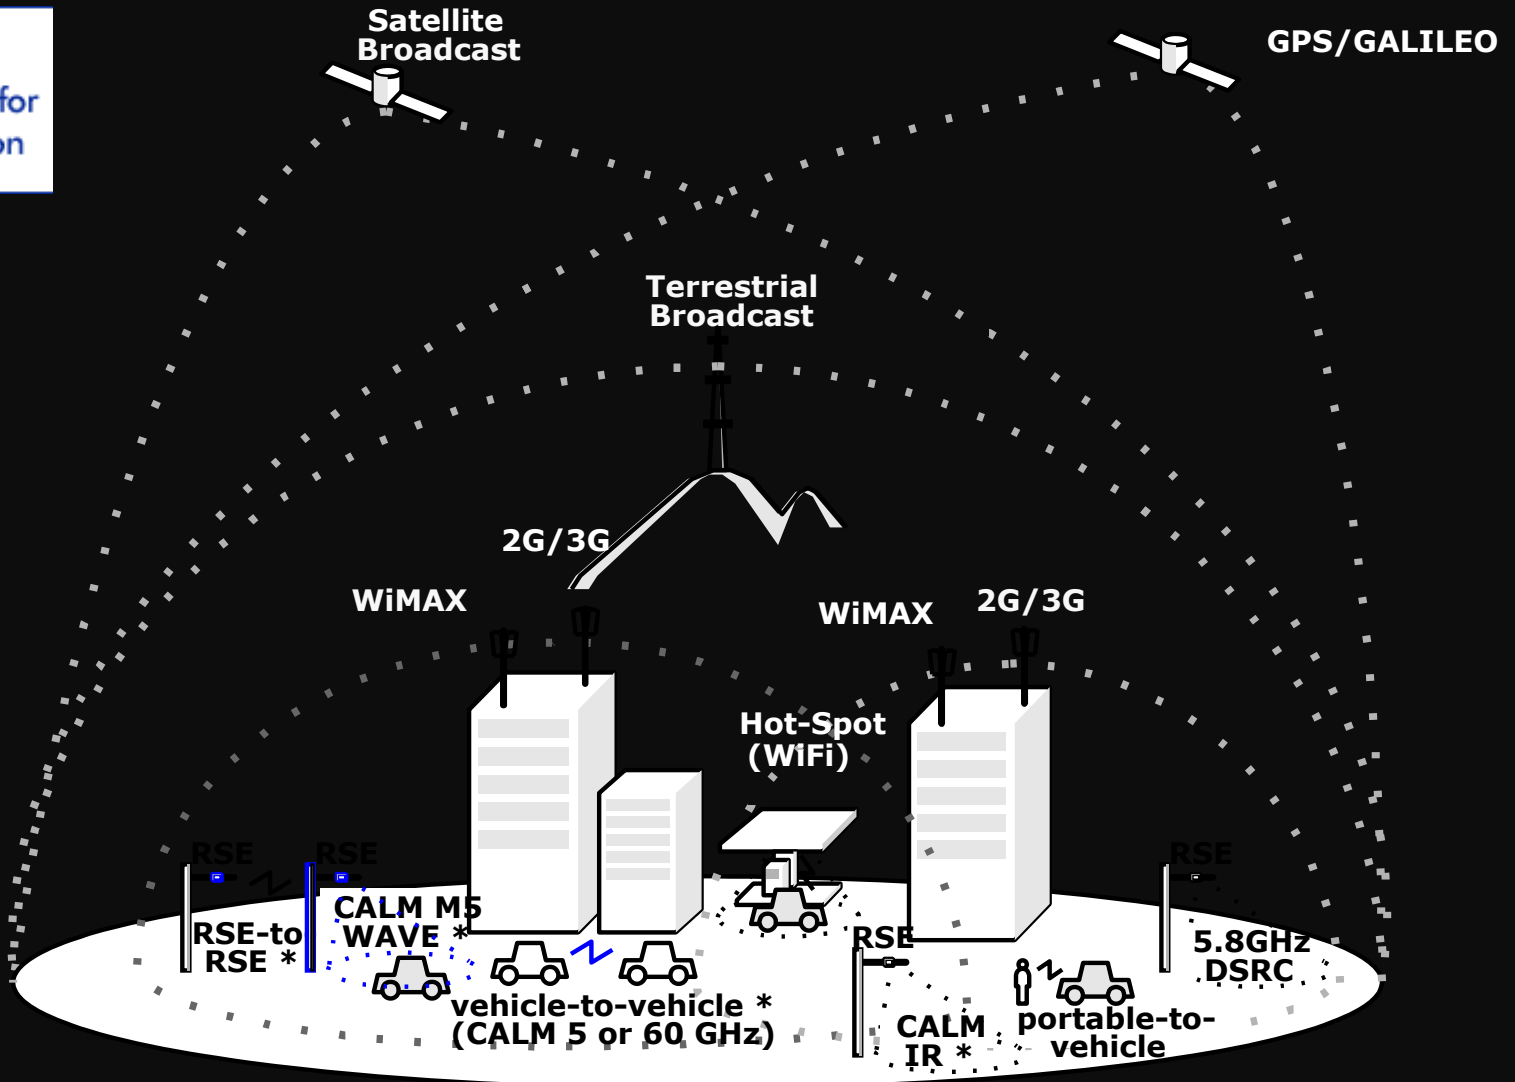 Satellite
Broadcast
GPS/GALILEO
for
on
Terrestrial
Broadcast
2G/3G
WiMAX
WiMAX
2G/3G
Hot-Spot
(WiFi)
RSE
RSE
RSE
CALM M5
WAVE *
RSE-to
RSE *
RSE
5.8GHz
DSRC
vehicle-to-vehicle *
(CALM 5 or 60 GHz)
CALM
IR *
portable-to-
vehicle